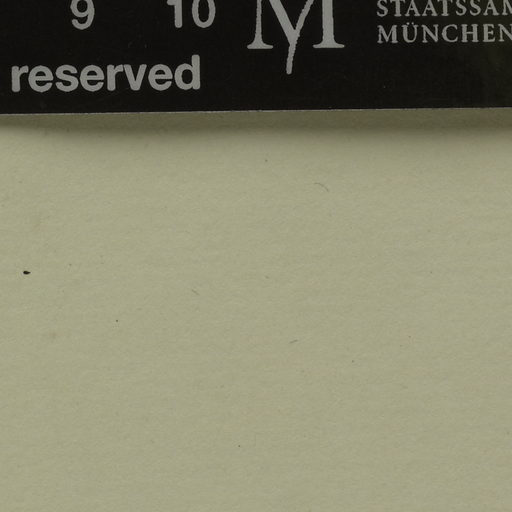 9 10
reserved
M
STAATSSAM
MÜNCHEN